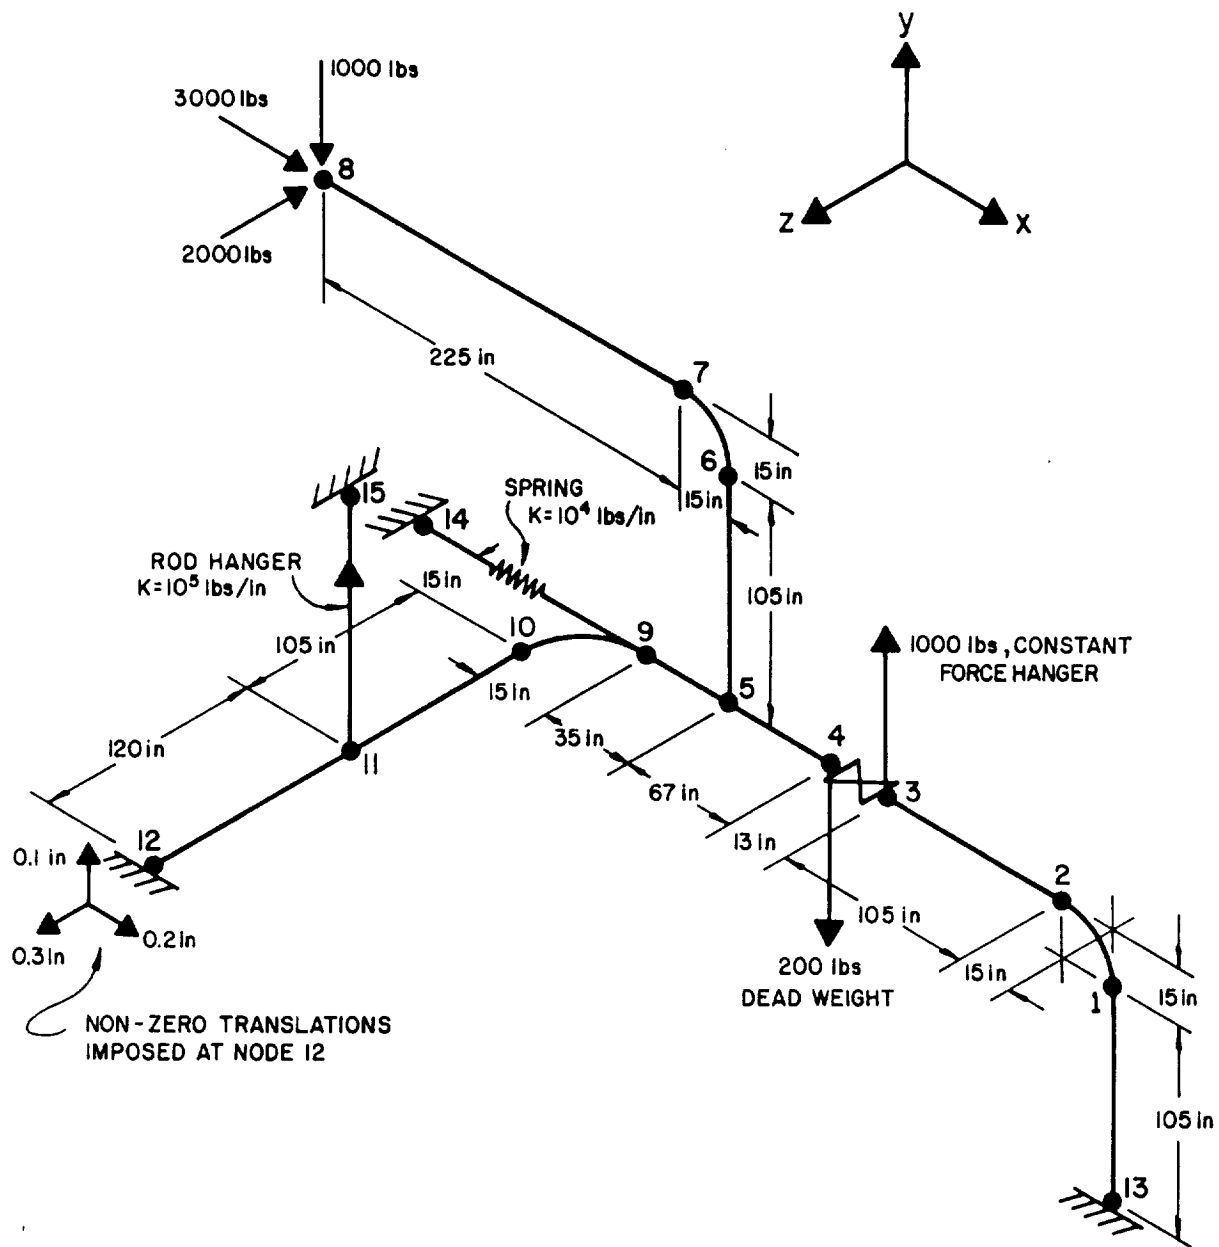 y
z
x
1000 lbs
3000 lbs
8
2000 lbs
225 in
7
15 in
6
15 in
15
14
SPRING
K=10⁴ lbs/in
ROD HANGER
K=10⁵ lbs/in
15 in
105 in
105 in
10
9
15 in
5
1000 lbs, CONSTANT
FORCE HANGER
120 in
11
35 in
4
67 in
3
13 in
12
0.1 in
0.3 in
0.2 in
2
105 in
200 lbs
DEAD WEIGHT
15 in
1
15 in
NON-ZERO TRANSLATIONS
IMPOSED AT NODE 12
105 in
13